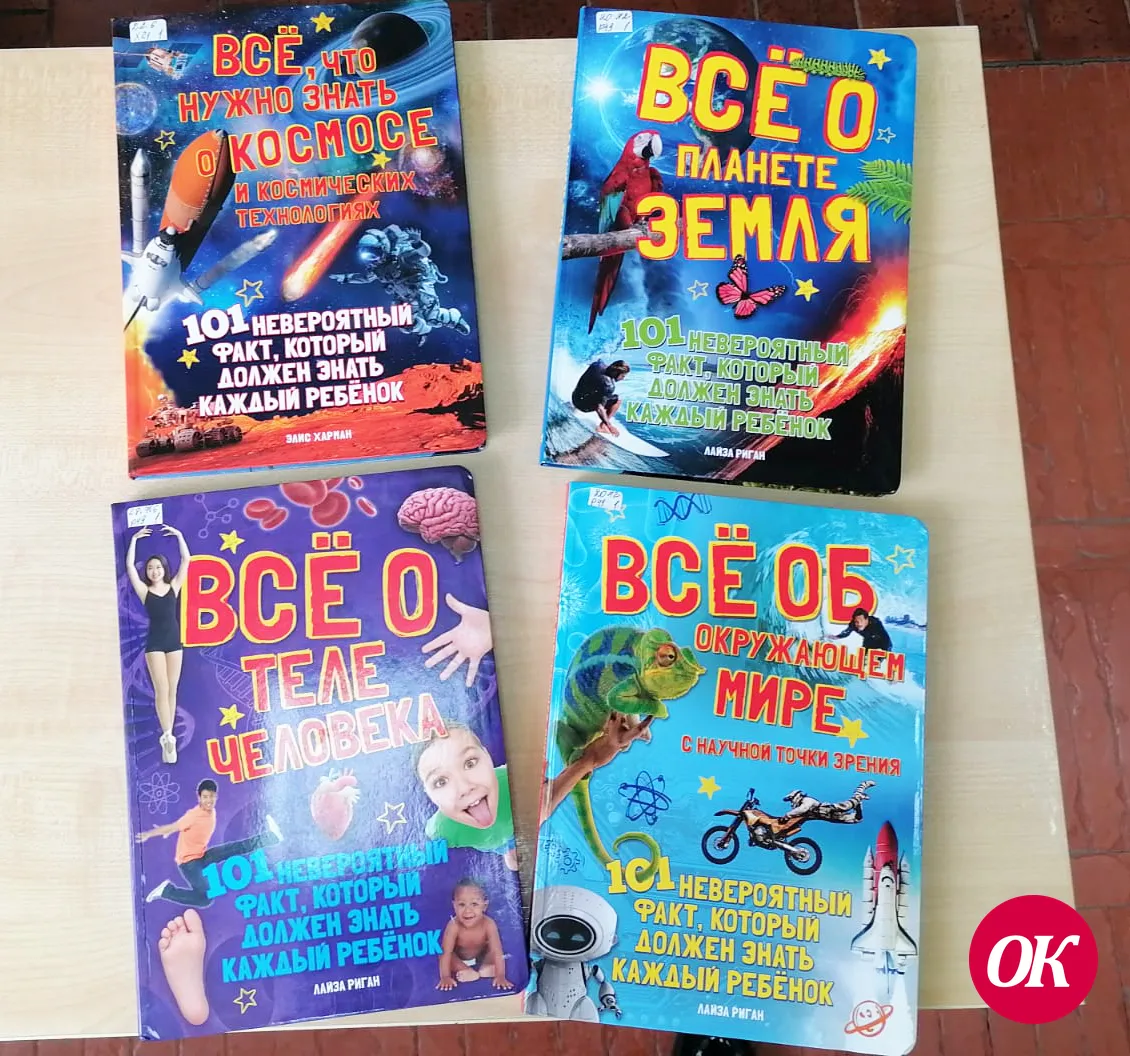 ВСЁ, ЧТО
НУЖНО ЗНАТЬ
О КОСМОСЕ
И КОСМИЧЕСКИХ
ТЕХНОЛОГИЯХ
101 НЕВЕРОЯТНЫЙ
ФАКТ, КОТОРЫЙ
ДОЛЖЕН ЗНАТЬ
КАЖДЫЙ РЕБЁНОК
ЭЛИС ХАРМАН
ВСЁ О
ПЛАНЕТЕ
ЗЕМЛЯ
101 НЕВЕРОЯТНЫЙ
ФАКТ, КОТОРЫЙ
ДОЛЖЕН ЗНАТЬ
КАЖДЫЙ РЕБЁНОК
ЛАЙЗА РИГАН
ВСЁ О
ТЕЛЕ
ЧЕЛОВЕКА
101 НЕВЕРОЯТНЫЙ
ФАКТ, КОТОРЫЙ
ДОЛЖЕН ЗНАТЬ
КАЖДЫЙ РЕБЁНОК
ЛАЙЗА РИГАН
ВСЁ ОБ
ОКРУЖАЮЩЕМ
МИРЕ
С НАУЧНОЙ ТОЧКИ ЗРЕНИЯ
101 НЕВЕРОЯТНЫЙ
ФАКТ, КОТОРЫЙ
ДОЛЖЕН ЗНАТЬ
КАЖДЫЙ РЕБЁНОК
ЛАЙЗА РИГАН
ОК